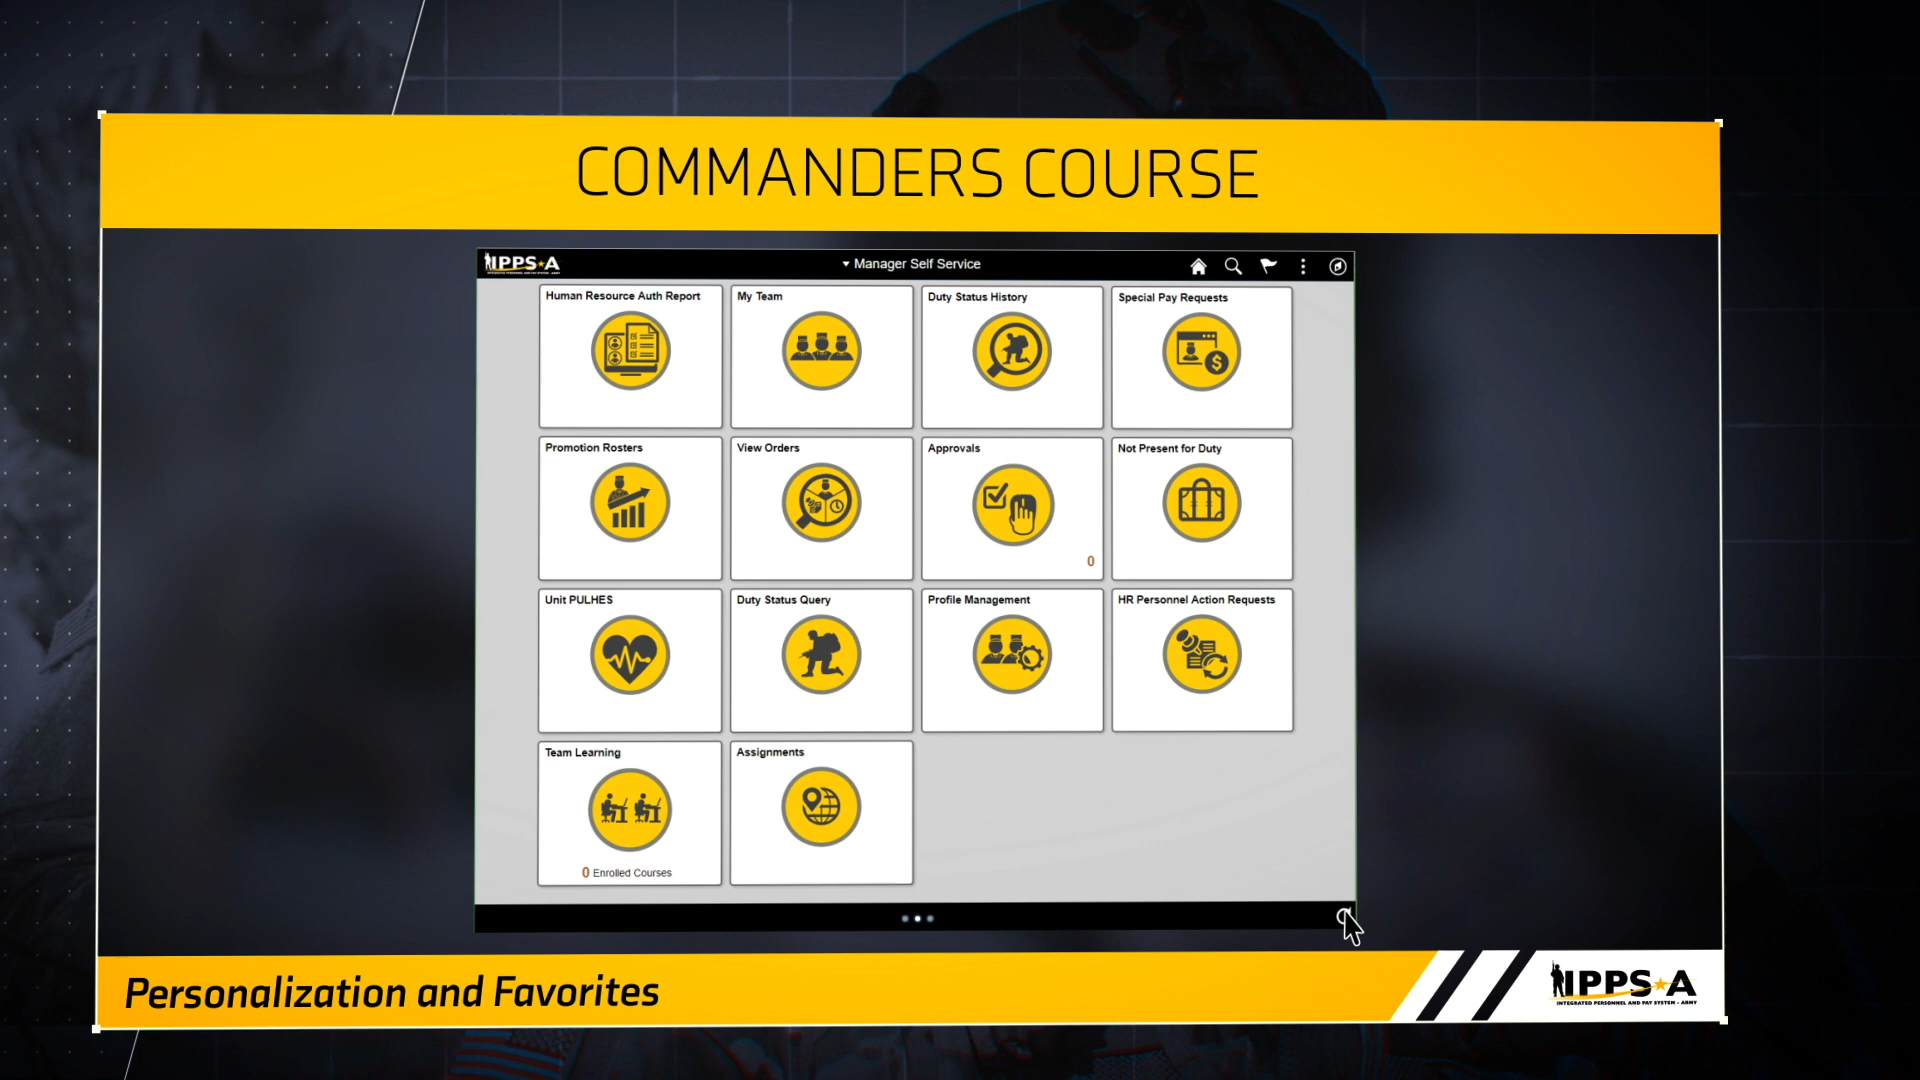 COMMANDERS COURSE
IPPS-A
Manager Self Service
Human Resource Auth Report
My Team
Duty Status History
Special Pay Requests
Promotion Rosters
View Orders
Approvals
0
Not Present for Duty
Unit PULHES
Duty Status Query
Profile Management
HR Personnel Action Requests
Team Learning
0 Enrolled Courses
Assignments
Personalization and Favorites
IPPS★A
INTEGRATED PERSONNEL AND PAY SYSTEM - ARMY